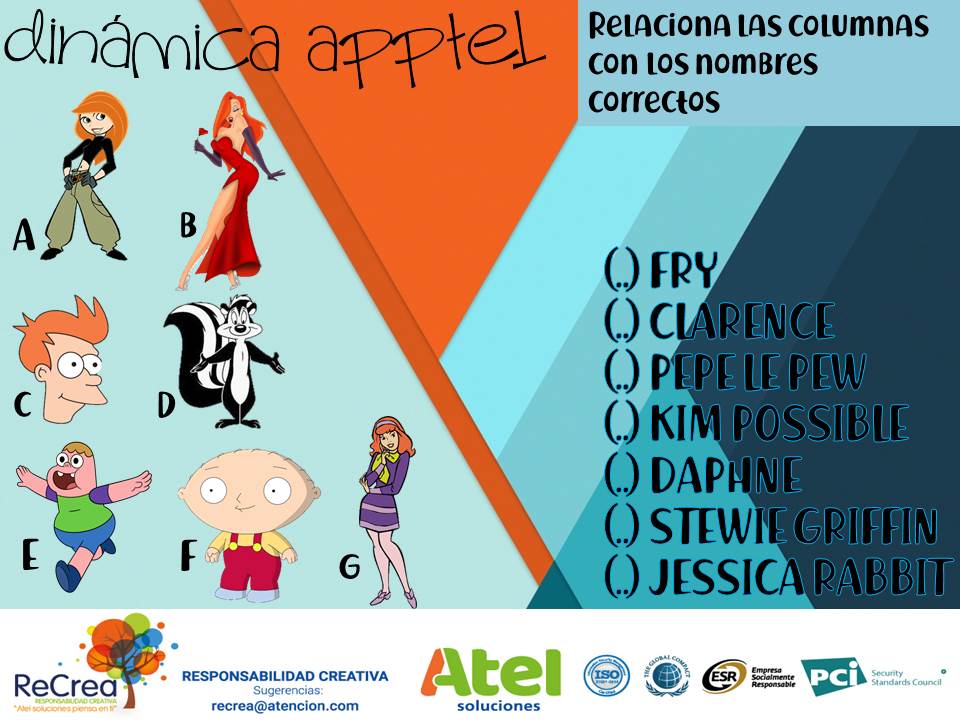 dinámica apptel
Relaciona las columnas
con los nombres
correctos
A
B
C
D
E
F
G
(..) FRY
(..) CLARENCE
(..) PEPE LE PEW
(..) KIM POSSIBLE
(..) DAPHNE
(..) STEWIE GRIFFIN
(..) JESSICA RABBIT
ReCrea
RESPONSABILIDAD CREATIVA
"Atel soluciones piensa en ti"
RESPONSABILIDAD CREATIVA
Sugerencias:
recrea@atencion.com
Atel
soluciones
ISO
THE GLOBAL COMPACT
ESR
Empresa
Socialmente
Responsable
PCi
Security
Standards Council